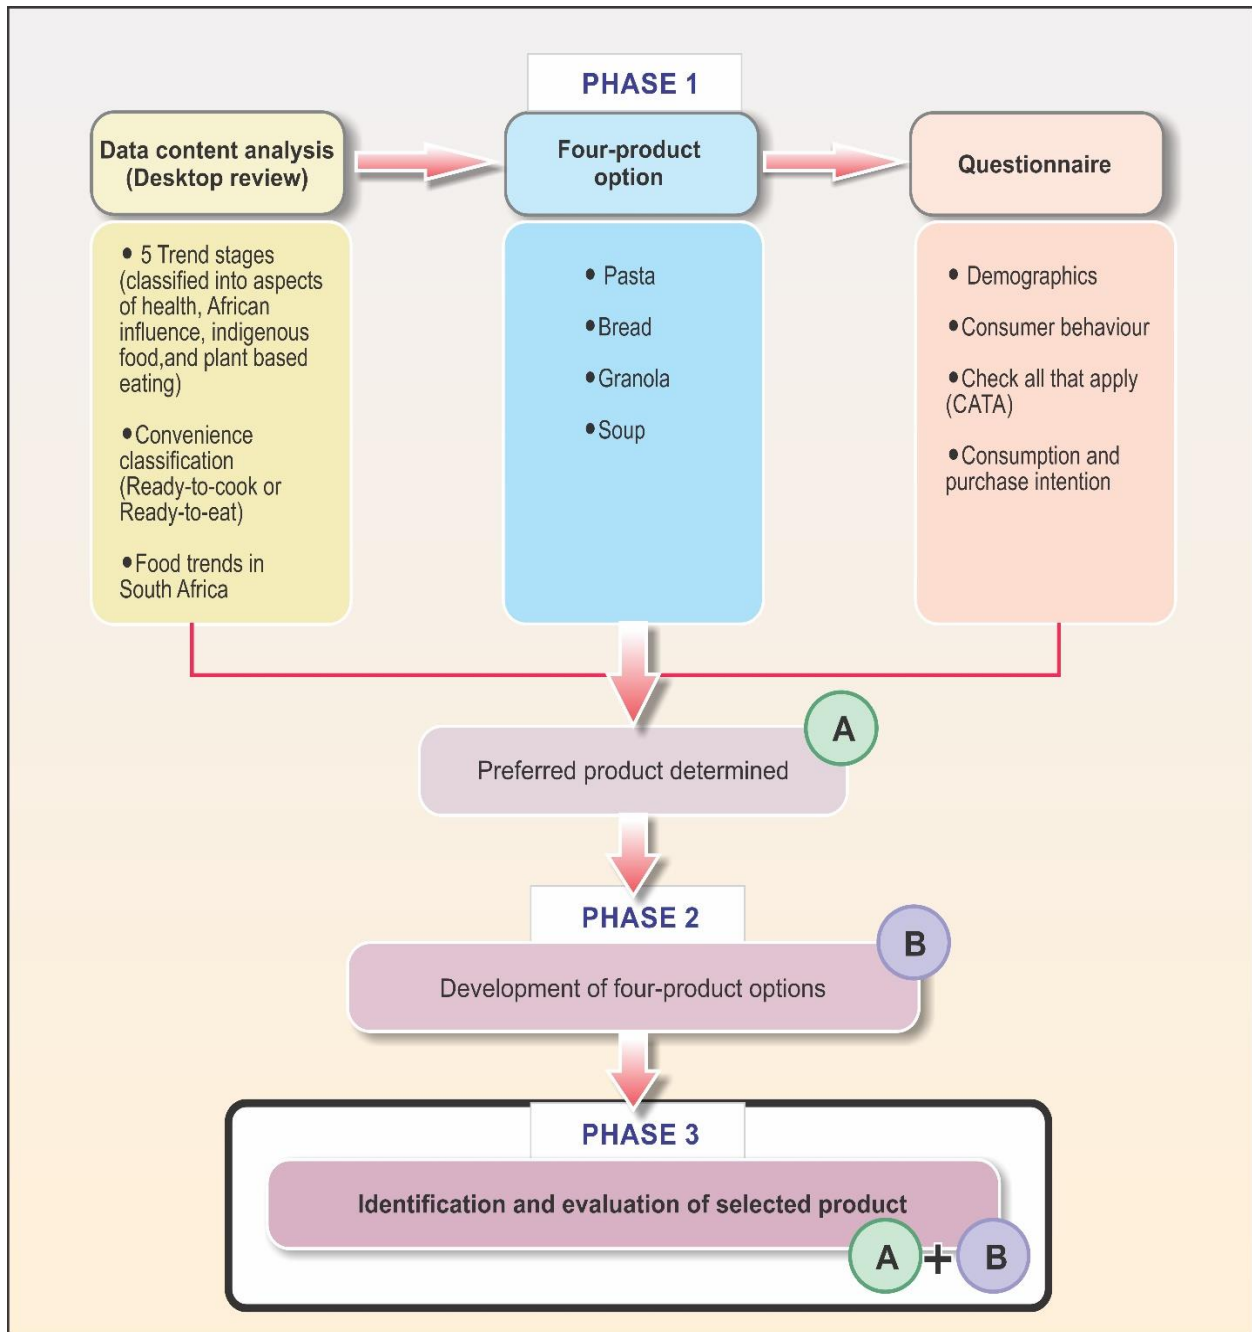 PHASE 1
Data content analysis
(Desktop review)
Four-product
option
Questionnaire
● 5 Trend stages
(classified into aspects
of health, African
influence, indigenous
food,and plant based
eating)
●Convenience
classification
(Ready-to-cook or
Ready-to-eat)
●Food trends in
South Africa
● Pasta
●Bread
●Granola
●Soup
● Demographics
●Consumer behaviour
●Check all that apply
(CATA)
●Consumption and
purchase intention
A
Preferred product determined
PHASE 2
B
Development of four-product options
PHASE 3
Identification and evaluation of selected product
A + B